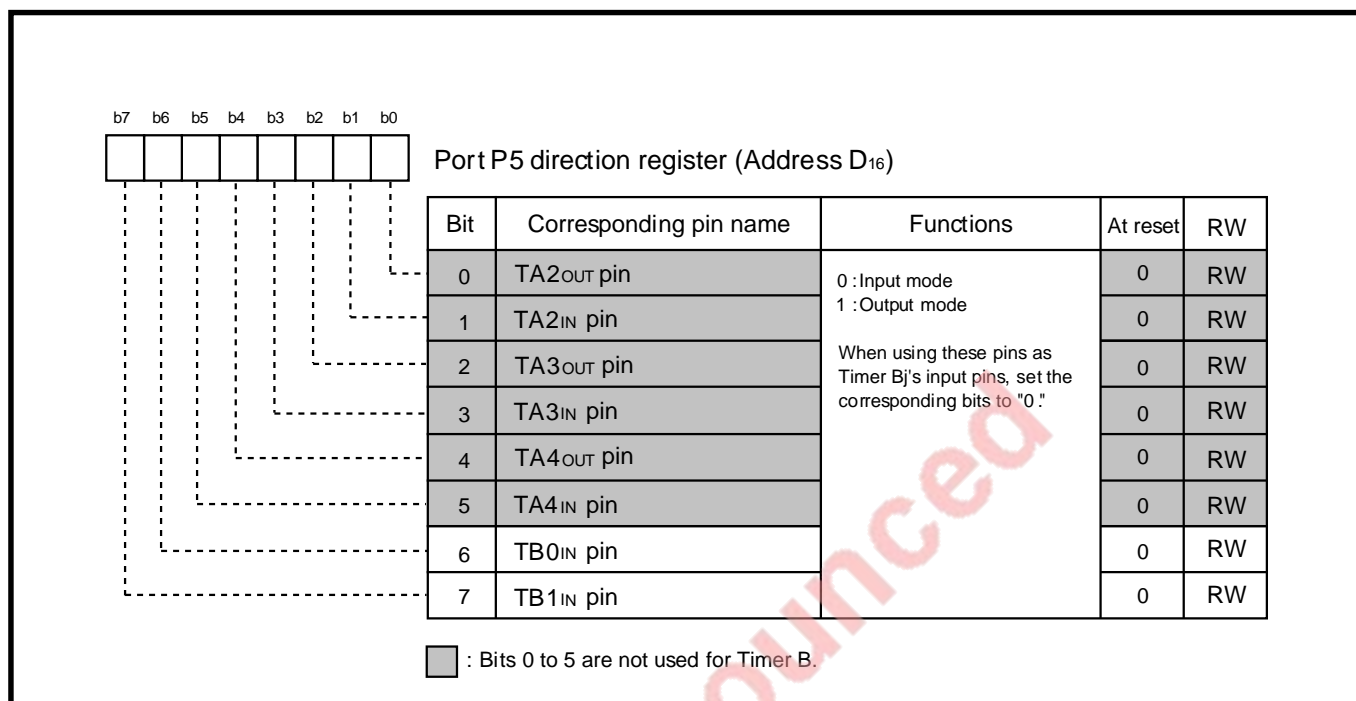 b7 b6 b5 b4 b3 b2 b1 b0
Port P5 direction register (Address D16)
Bit Corresponding pin name Functions At reset RW
0 TA2OUT pin 0 RW
1 TA2IN pin 0 RW
2 TA3OUT pin 0 RW
3 TA3IN pin 0 RW
4 TA4OUT pin 0 RW
5 TA4IN pin 0 RW
6 TB0IN pin 0 RW
7 TB1IN pin 0 RW
0 : Input mode
1 : Output mode
When using these pins as
Timer Bj's input pins, set the
corresponding bits to "0."
: Bits 0 to 5 are not used for Timer B.